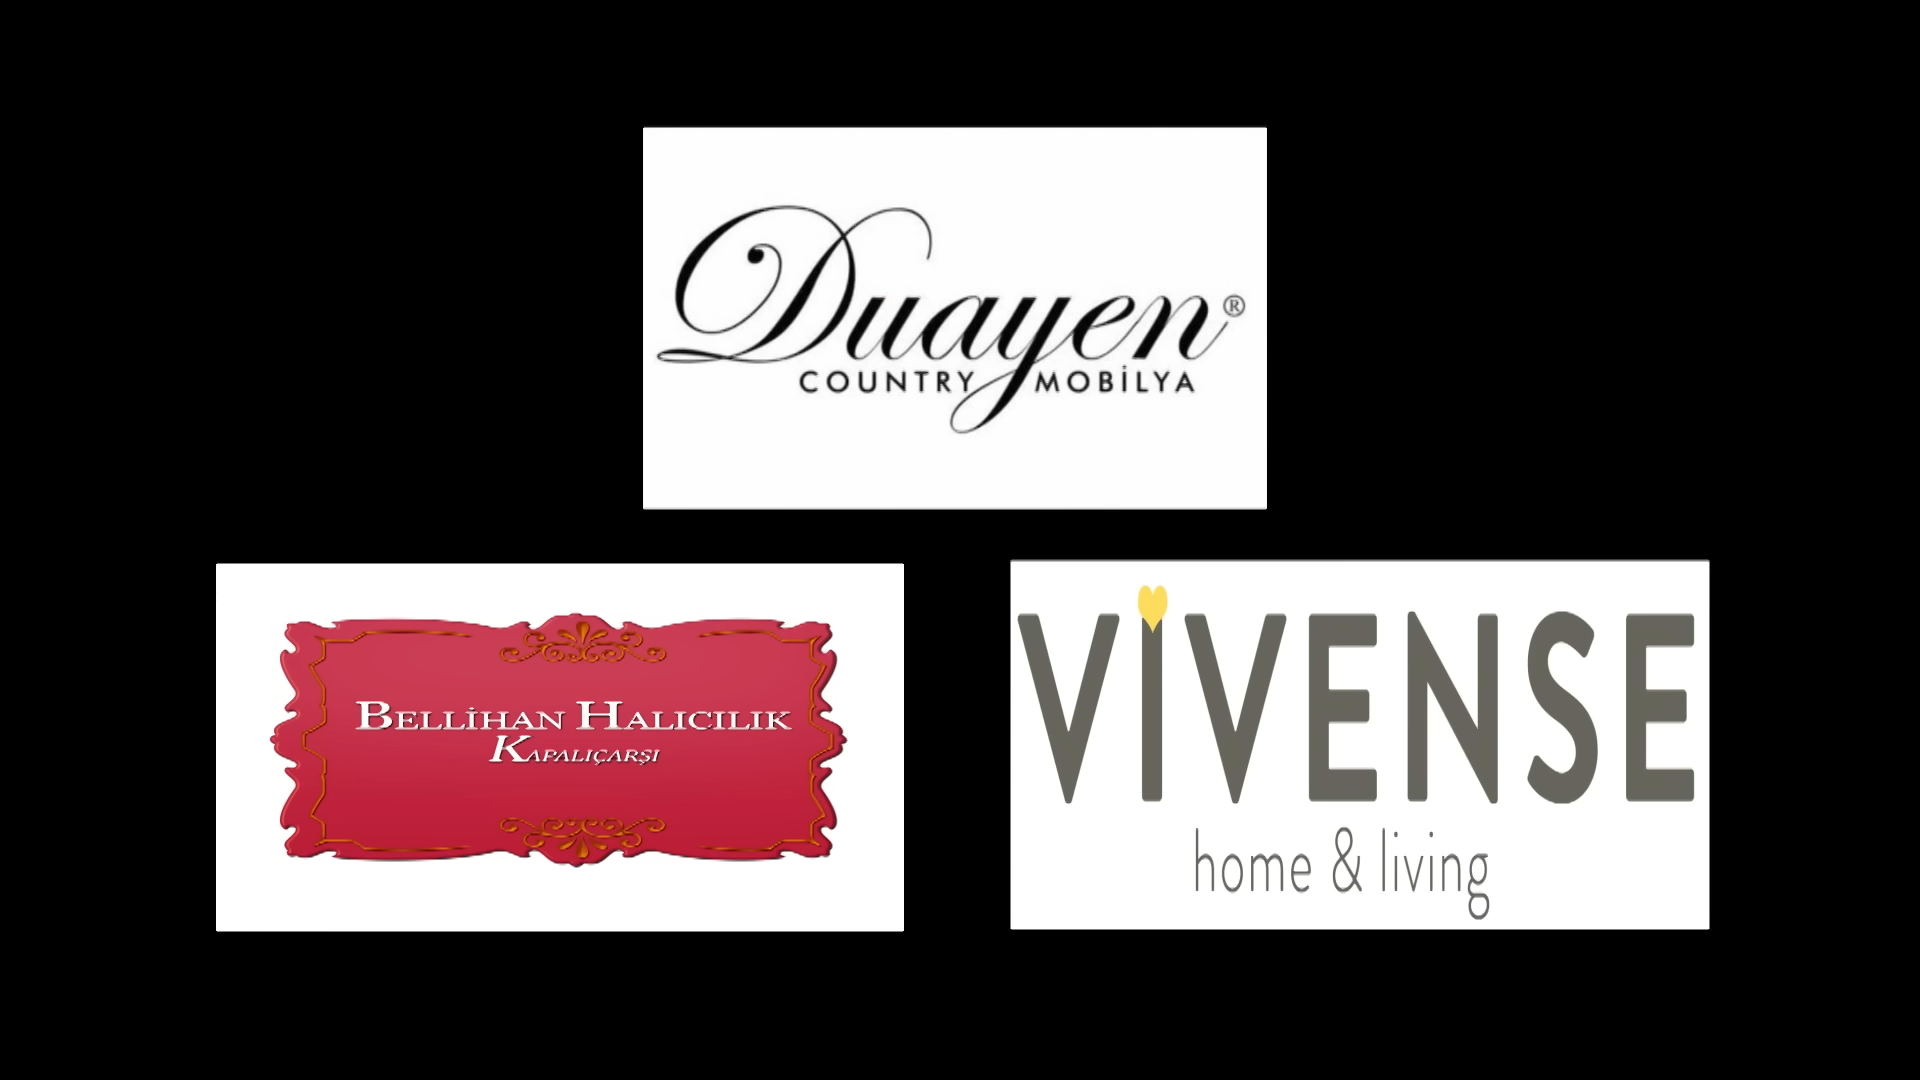 Duayen®
COUNTRY MOBİLYA
BELLİHAN HALICILIK
KAPALIÇARŞI
VİVENSE
home & living